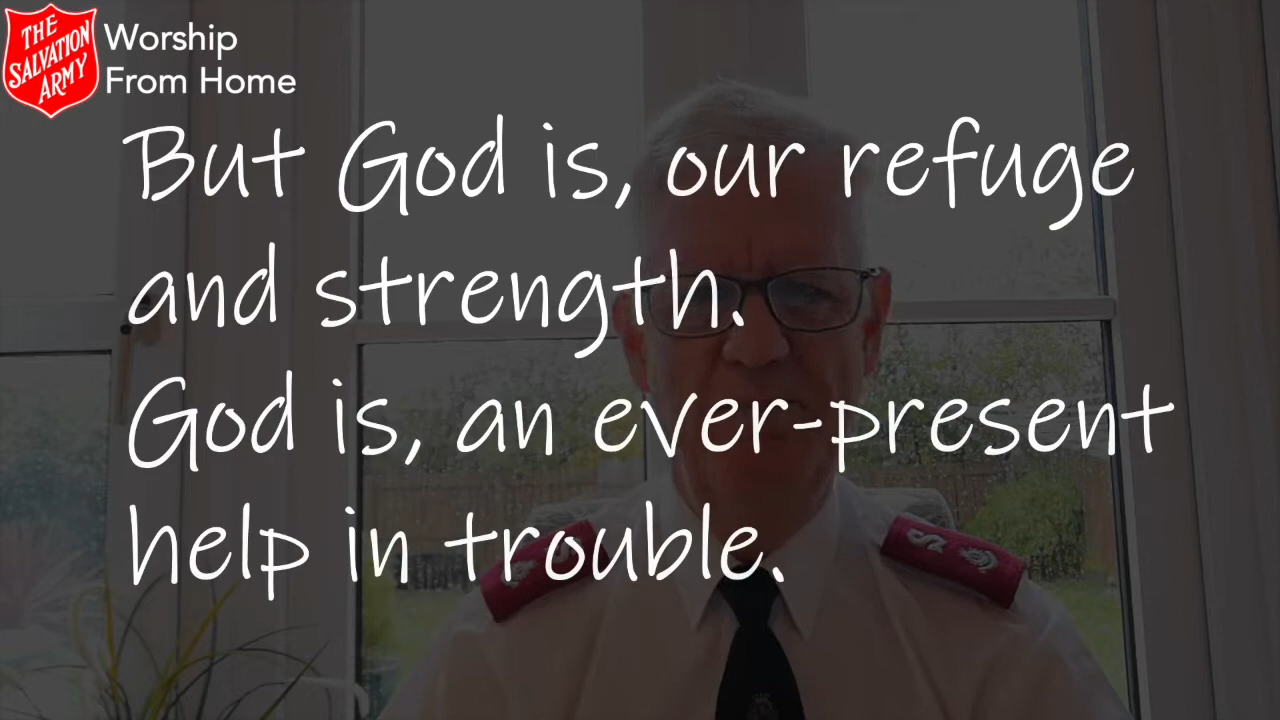 THE
SALVATION
ARMY
Worship
From Home
But God is, our refuge
and strength.
God is, an ever-present
help in trouble.